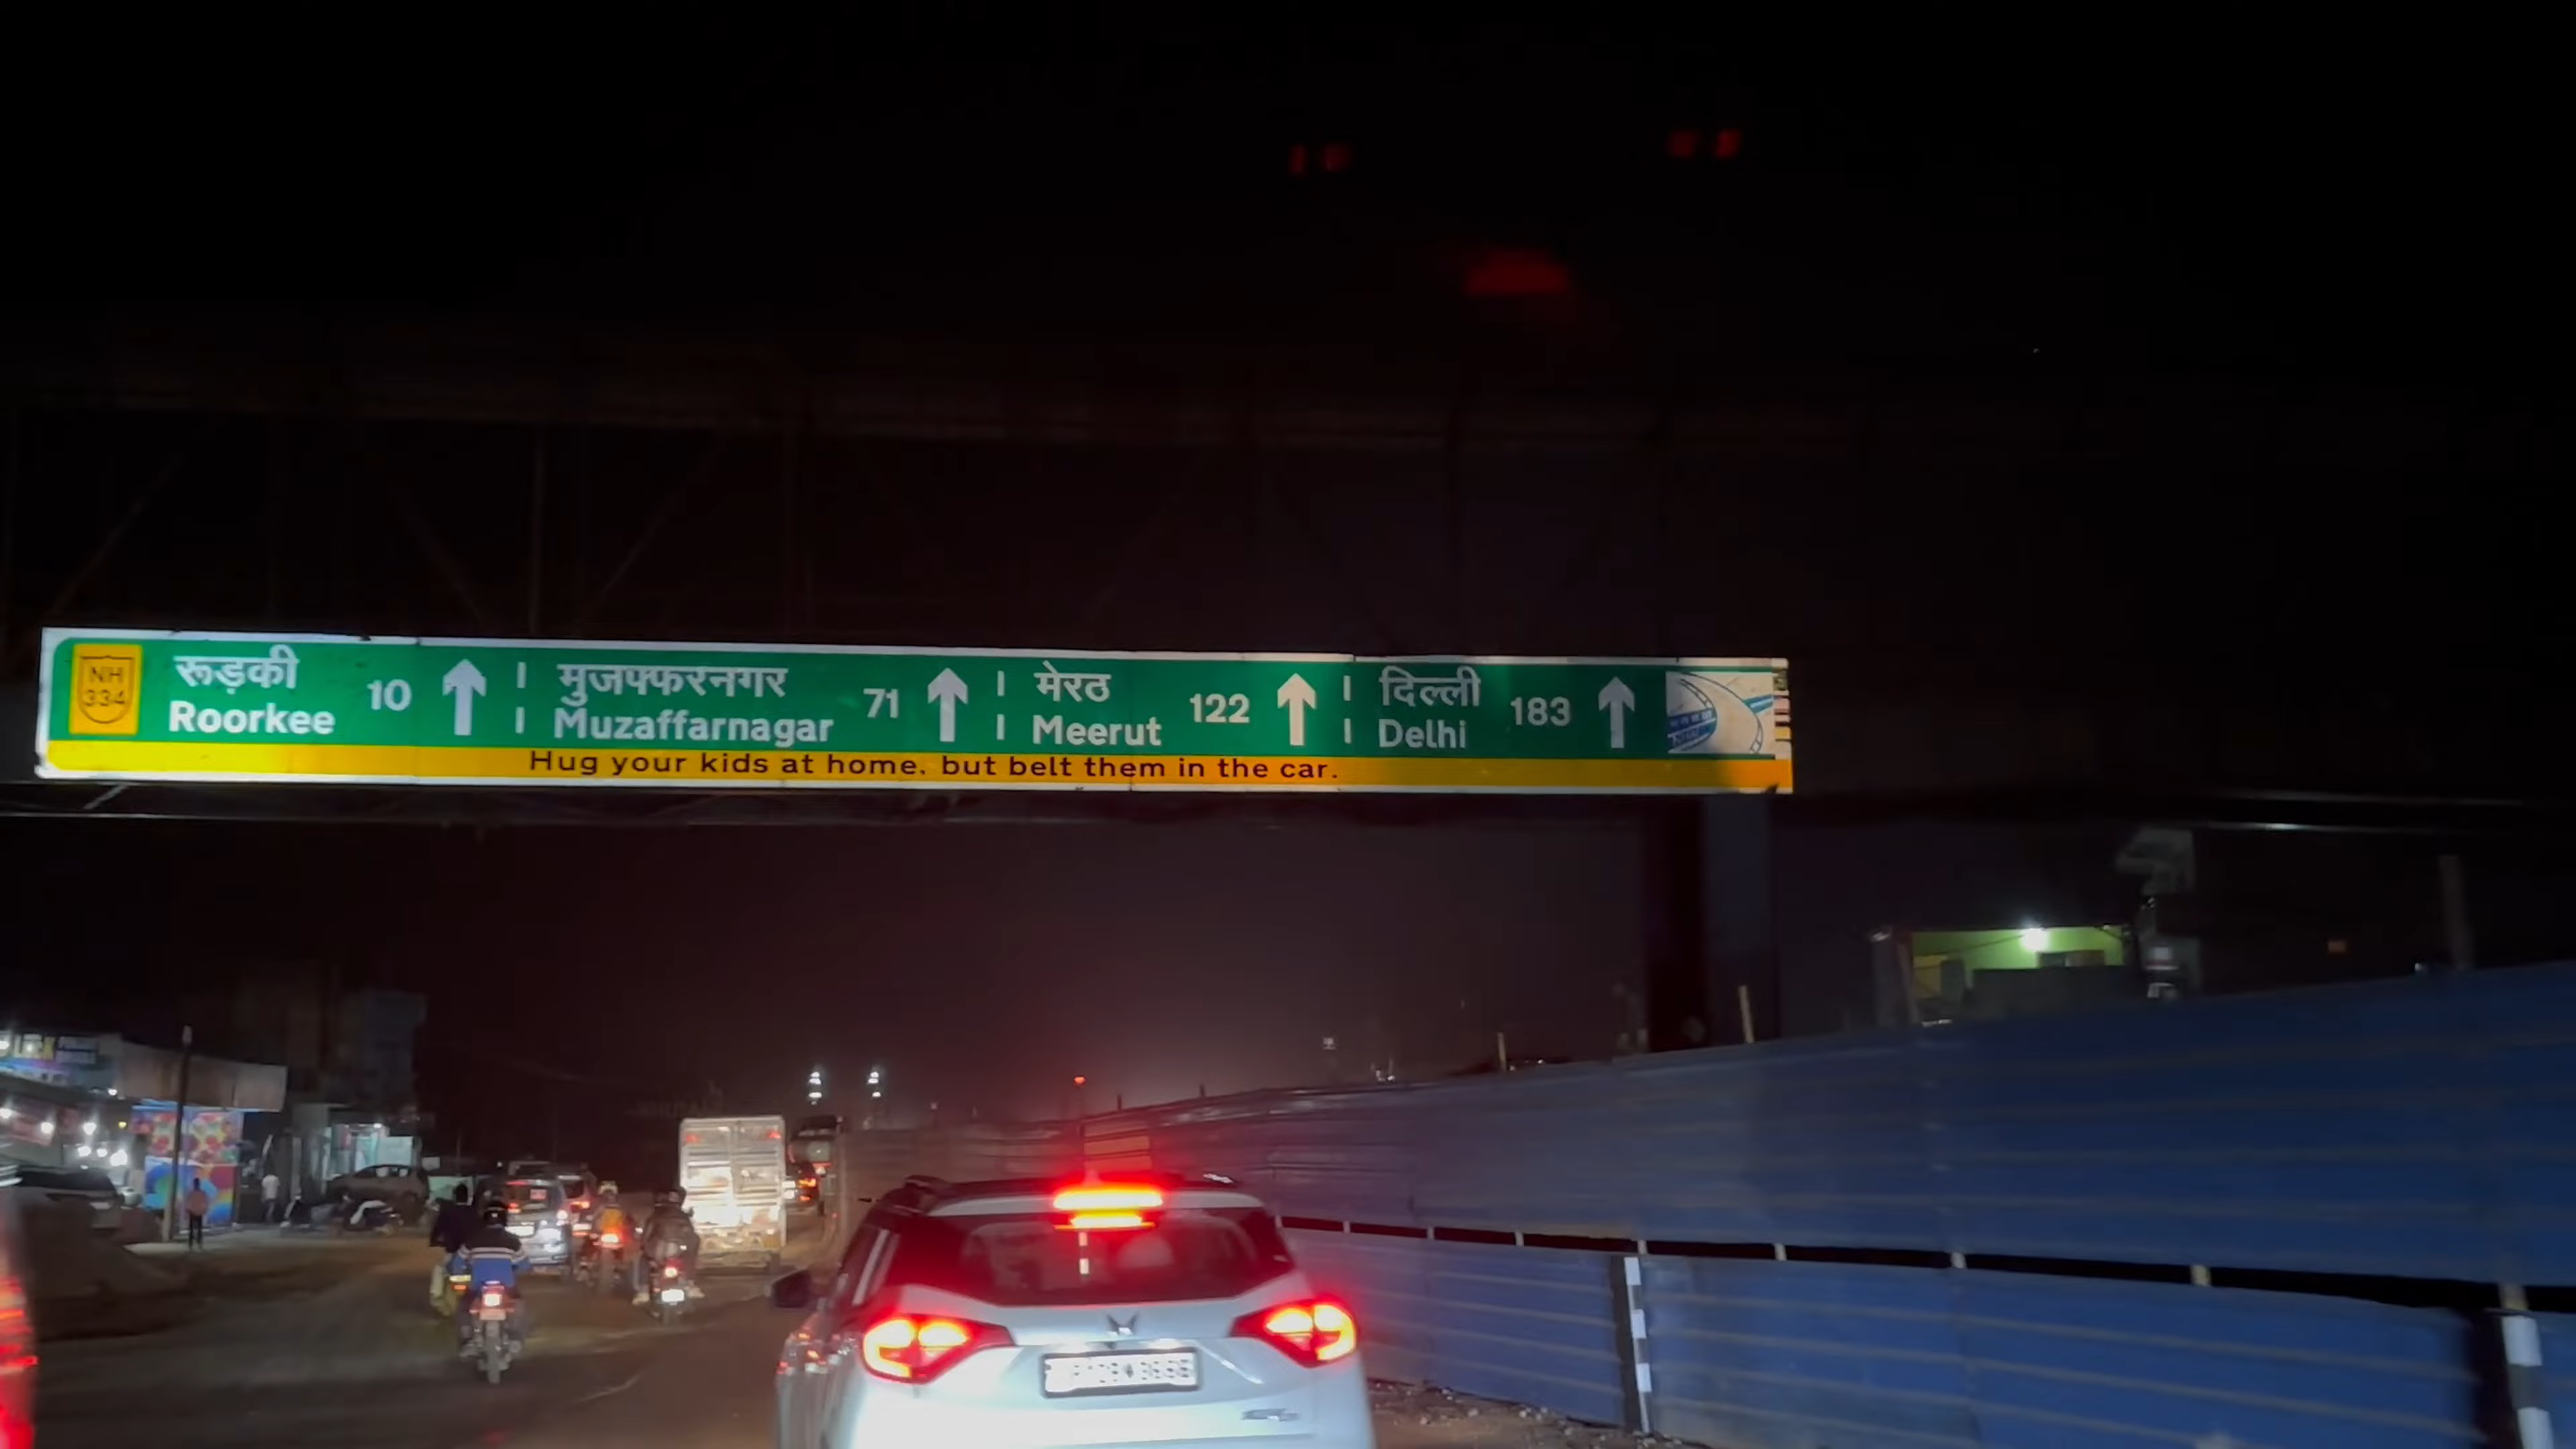 NH
334
रूड़की
Roorkee
10
मुजफ्फरनगर
Muzaffarnagar
71
मेरठ
Meerut
122
दिल्ली
Delhi
183
Hug your kids at home. but belt them in the car.